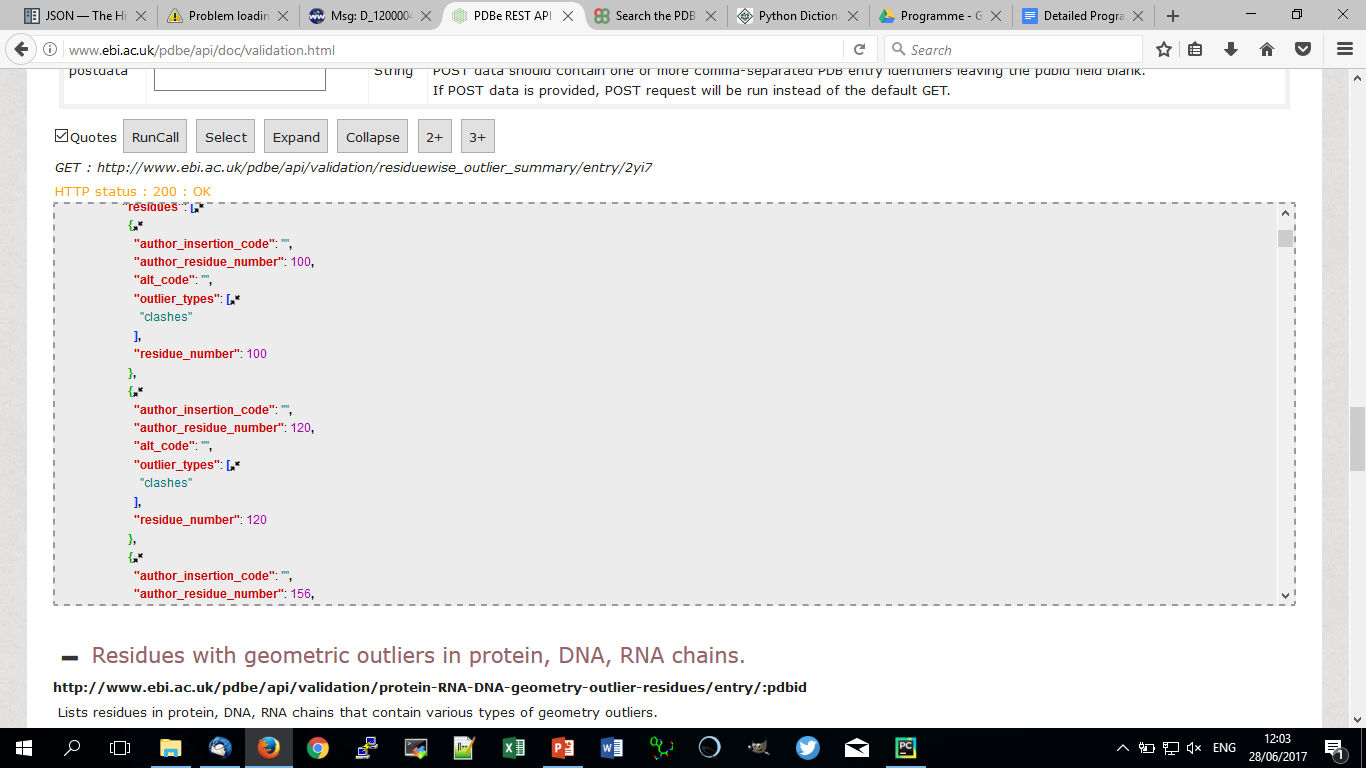 JSON — The Hi
Problem loadin
Msg: D_120000
PDBe REST API
Search the PDB
Python Diction
Programme - G
Detailed Progra
www.ebi.ac.uk/pdbe/api/doc/validation.html
Search
postdata
String
POST data should contain one or more comma-separated PDB entry identifiers leaving the pdbid field blank.
If POST data is provided, POST request will be run instead of the default GET.
Quotes RunCall Select Expand Collapse 2+ 3+
GET : http://www.ebi.ac.uk/pdbe/api/validation/residuewise_outlier_summary/entry/2yi7
HTTP status : 200 : OK
"residues": [
{
"author_insertion_code": "",
"author_residue_number": 100,
"alt_code": "",
"outlier_types": [
"clashes"
],
"residue_number": 100
},
{
"author_insertion_code": "",
"author_residue_number": 120,
"alt_code": "",
"outlier_types": [
"clashes"
],
"residue_number": 120
},
{
"author_insertion_code": "",
"author_residue_number": 156,
Residues with geometric outliers in protein, DNA, RNA chains.
http://www.ebi.ac.uk/pdbe/api/validation/protein-RNA-DNA-geometry-outlier-residues/entry/:pdbid
Lists residues in protein, DNA, RNA chains that contain various types of geometry outliers.
ENG
12:03
28/06/2017
1